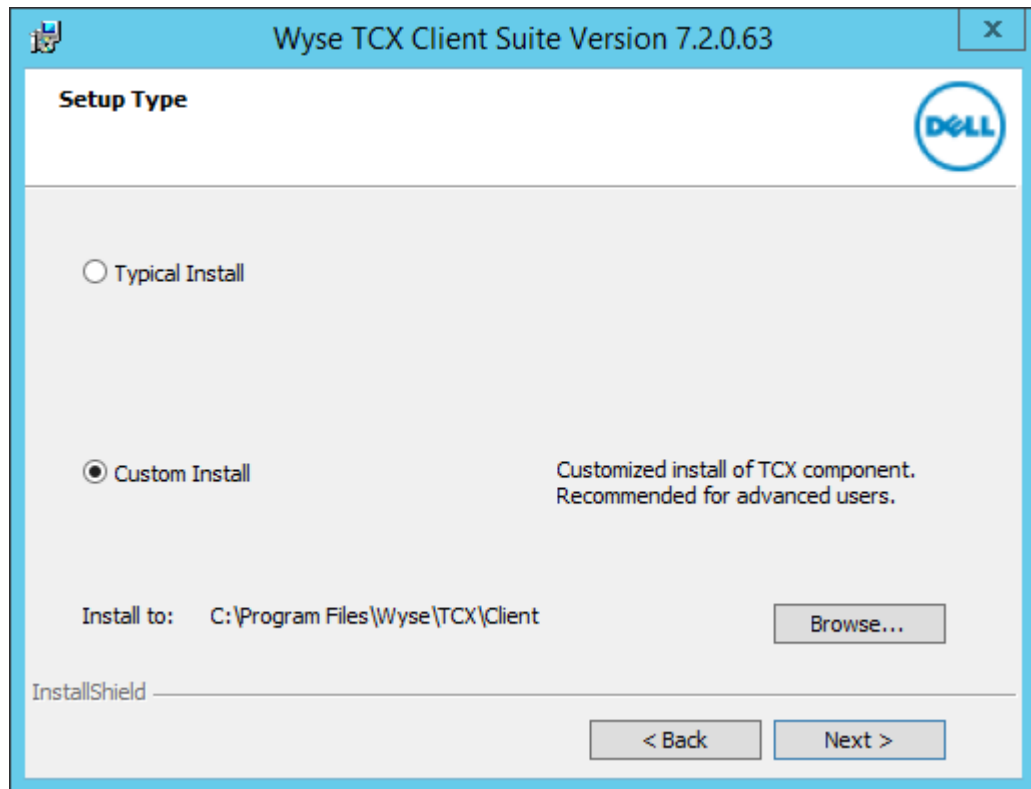 Wyse TCX Client Suite Version 7.2.0.63
x
Setup Type
DELL
Typical Install
Custom Install
Customized install of TCX component.
Recommended for advanced users.
Install to: C:\Program Files\Wyse\TCX\Client
Browse...
InstallShield
< Back
Next >